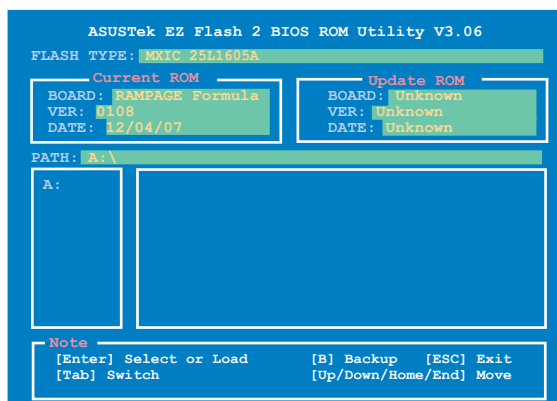 ASUSTek EZ Flash 2 BIOS ROM Utility V3.06
FLASH TYPE: MXIC 25L1605A
Current ROM
BOARD: RAMPAGE Formula
VER: 0108
DATE: 12/04/07
Update ROM
BOARD: Unknown
VER: Unknown
DATE: Unknown
PATH: A:\
A:
Note
[Enter] Select or Load [B] Backup [ESC] Exit
[Tab] Switch [Up/Down/Home/End] Move